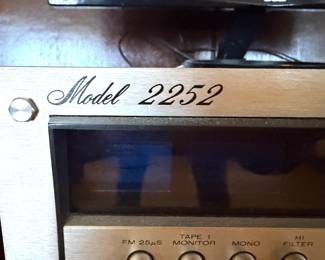 Model 2252
FM 25µS
TAPE 1
MONITOR
MONO
HI
FILTER